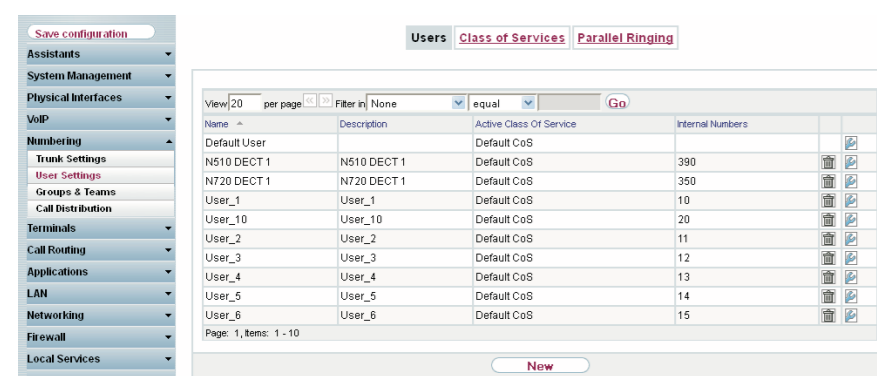 Save configuration
Assistants
System Management
Physical Interfaces
VoIP
Numbering
Trunk Settings
User Settings
Groups & Teams
Call Distribution
Terminals
Call Routing
Applications
LAN
Networking
Firewall
Local Services
Users Class of Services Parallel Ringing
View 20 per page << >> Filter in None equal Go
Name Description Active Class Of Service Internal Numbers
Default User Default CoS
N510 DECT 1 N510 DECT 1 Default CoS 390
N720 DECT 1 N720 DECT 1 Default CoS 350
User_1 User_1 Default CoS 10
User_10 User_10 Default CoS 20
User_2 User_2 Default CoS 11
User_3 User_3 Default CoS 12
User_4 User_4 Default CoS 13
User_5 User_5 Default CoS 14
User_6 User_6 Default CoS 15
Page: 1, Items: 1 - 10
New